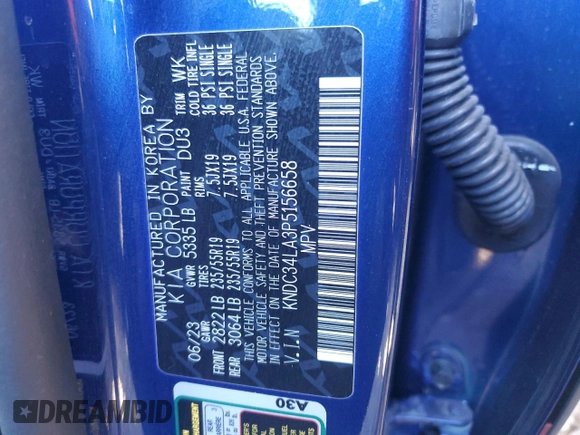 MANUFACTURED IN KOREA BY
KIA CORPORATION
06/23 GVWR 5335 LB PAINT DU3 TRIM WK
GAWR TIRES RIMS COLD TIRE INFL
FRONT 2822 LB 235/55R19 7.5JX19 36 PSI SINGLE
REAR 3064 LB 235/55R19 7.5JX19 36 PSI SINGLE
THIS VEHICLE CONFORMS TO ALL APPLICABLE U.S.A. FEDERAL
MOTOR VEHICLE SAFETY AND THEFT PREVENTION STANDARDS
IN EFFECT ON THE DATE OF MANUFACTURE SHOWN ABOVE.
V.I.N KNDC34LA3P5156658
MPV
A30
DREAMBID